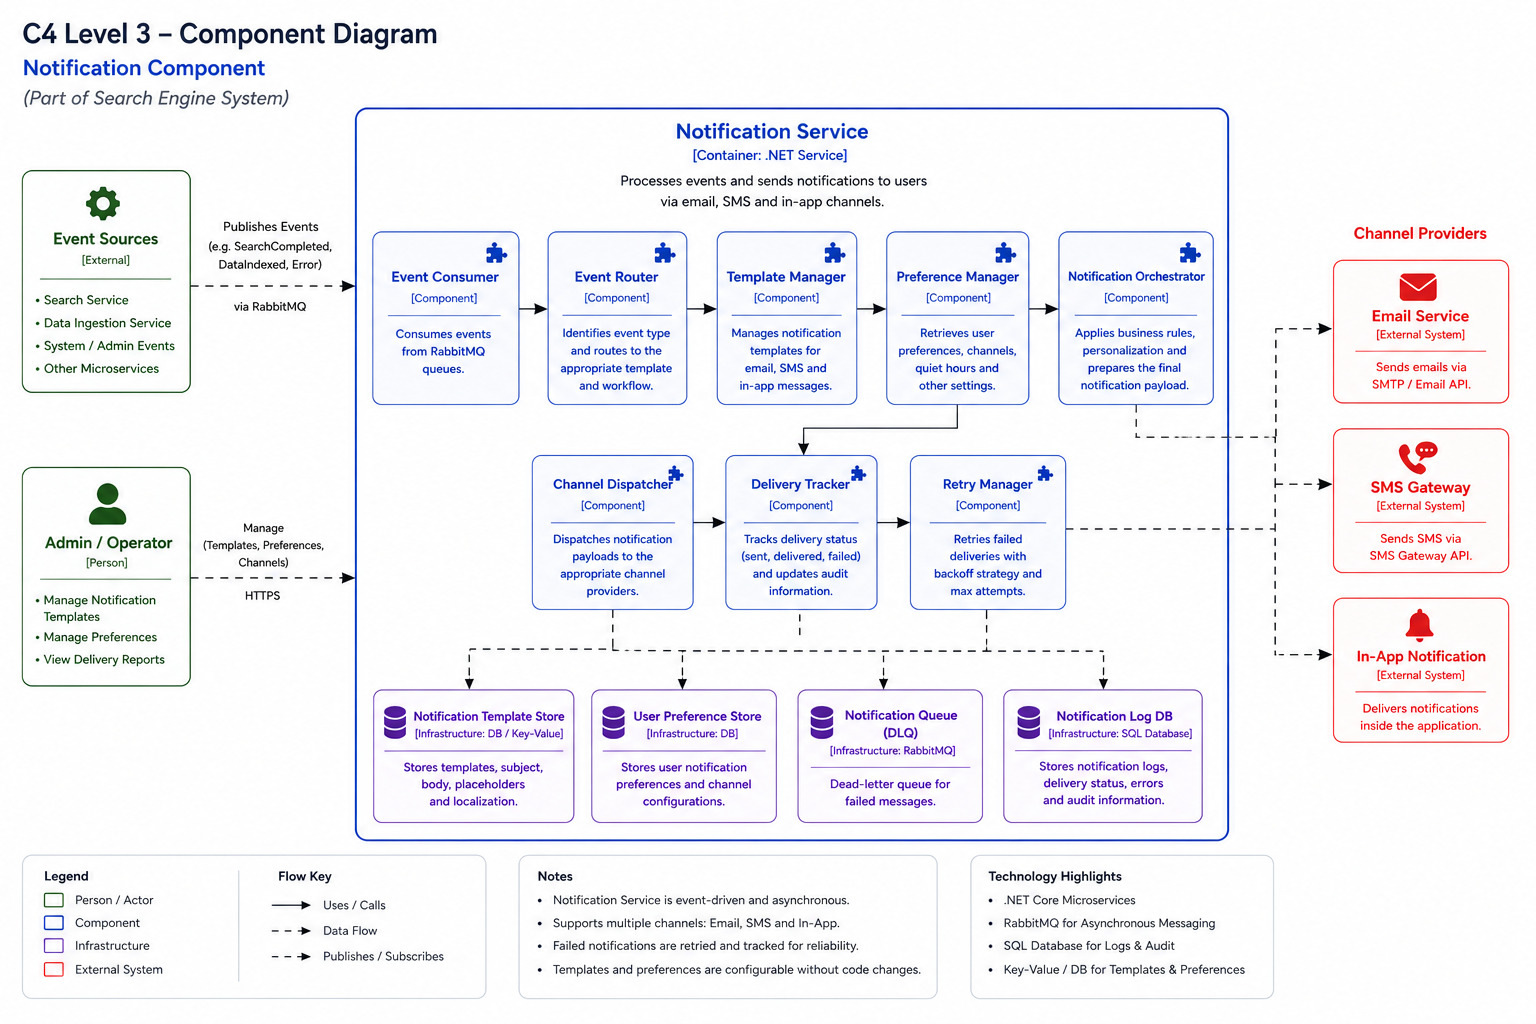 C4 Level 3 – Component Diagram
Notification Component
(Part of Search Engine System)
Event Sources
[External]
• Search Service
• Data Ingestion Service
• System / Admin Events
• Other Microservices
Publishes Events
(e.g. SearchCompleted,
DataIndexed, Error)
via RabbitMQ
Admin / Operator
[Person]
• Manage Notification
Templates
• Manage Preferences
• View Delivery Reports
Manage
(Templates, Preferences,
Channels)
HTTPS
Notification Service
[Container: .NET Service]
Processes events and sends notifications to users
via email, SMS and in-app channels.
Event Consumer
[Component]
Consumes events
from RabbitMQ
queues.
Event Router
[Component]
Identifies event type
and routes to the
appropriate template
and workflow.
Template Manager
[Component]
Manages notification
templates for
email, SMS and
in-app messages.
Preference Manager
[Component]
Retrieves user
preferences, channels,
quiet hours and
other settings.
Notification Orchestrator
[Component]
Applies business rules,
personalization and
prepares the final
notification payload.
Channel Dispatcher
[Component]
Dispatches notification
payloads to the
appropriate channel
providers.
Delivery Tracker
[Component]
Tracks delivery status
(sent, delivered, failed)
and updates audit
information.
Retry Manager
[Component]
Retries failed
deliveries with
backoff strategy and
max attempts.
Notification Template Store
[Infrastructure: DB / Key-Value]
Stores templates, subject,
body, placeholders
and localization.
User Preference Store
[Infrastructure: DB]
Stores user notification
preferences and channel
configurations.
Notification Queue
(DLQ)
[Infrastructure: RabbitMQ]
Dead-letter queue for
failed messages.
Notification Log DB
[Infrastructure: SQL Database]
Stores notification logs,
delivery status, errors
and audit information.
Channel Providers
Email Service
[External System]
Sends emails via
SMTP / Email API.
SMS Gateway
[External System]
Sends SMS via
SMS Gateway API.
In-App Notification
[External System]
Delivers notifications
inside the application.
Legend
Person / Actor
Component
Infrastructure
External System
Flow Key
Uses / Calls
Data Flow
Publishes / Subscribes
Notes
• Notification Service is event-driven and asynchronous.
• Supports multiple channels: Email, SMS and In-App.
• Failed notifications are retried and tracked for reliability.
• Templates and preferences are configurable without code changes.
Technology Highlights
• .NET Core Microservices
• RabbitMQ for Asynchronous Messaging
• SQL Database for Logs & Audit
• Key-Value / DB for Templates & Preferences